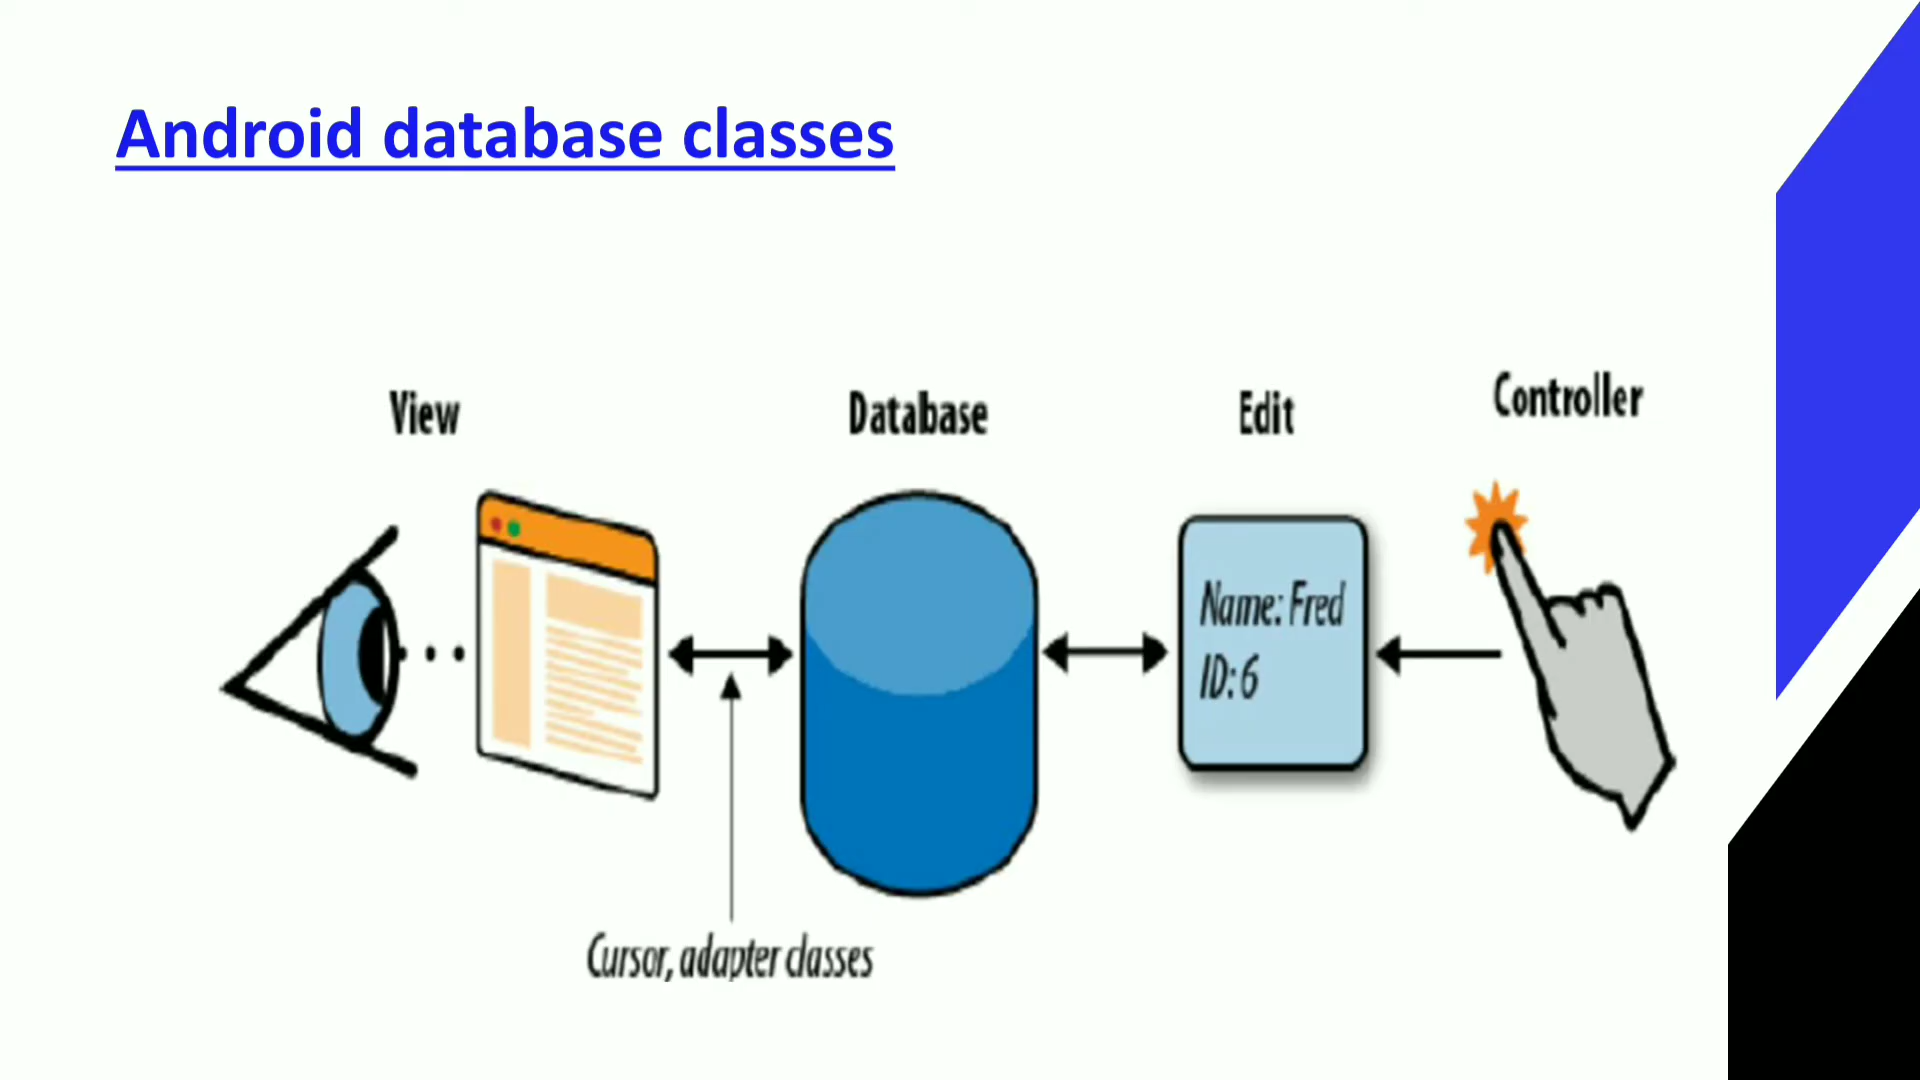 Android database classes
View
Database
Edit
Controller
Name: Fred
ID: 6
Cursor, adapter classes